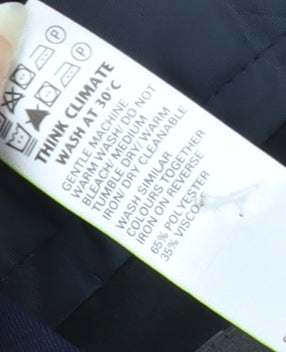 THINK CLIMATE
WASH AT 30°C
GENTLE MACHINE
WARM WASH/DO NOT
BLEACH/MEDIUM
TUMBLE DRY/WARM
IRON/DRY CLEANABLE
WASH SIMILAR
COLOURS TOGETHER
IRON ON REVERSE
65% POLYESTER
35% VISCO